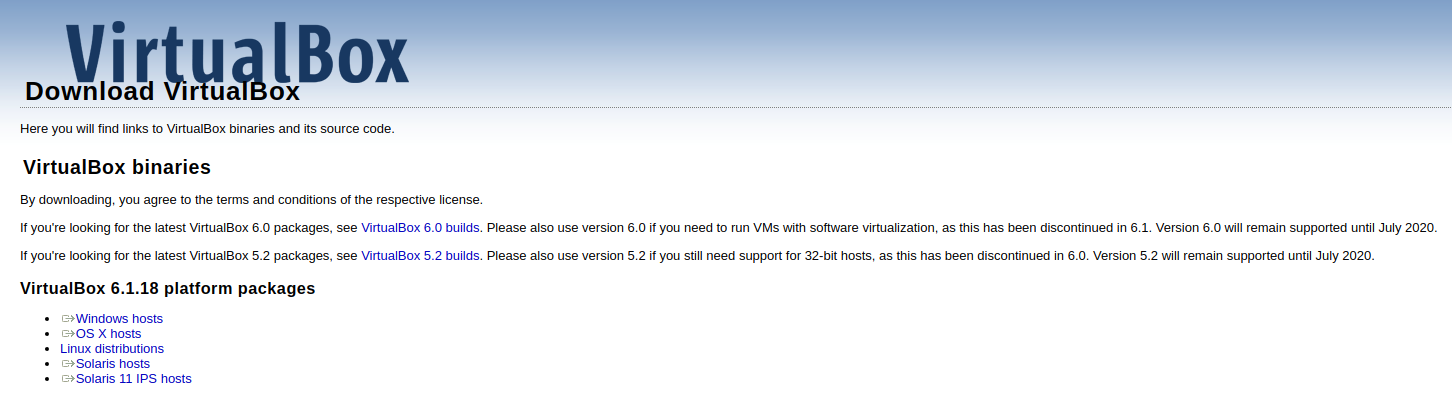 VirtualBox
Download VirtualBox
Here you will find links to VirtualBox binaries and its source code.
VirtualBox binaries
By downloading, you agree to the terms and conditions of the respective license.
If you're looking for the latest VirtualBox 6.0 packages, see VirtualBox 6.0 builds. Please also use version 6.0 if you need to run VMs with software virtualization, as this has been discontinued in 6.1. Version 6.0 will remain supported until July 2020.
If you're looking for the latest VirtualBox 5.2 packages, see VirtualBox 5.2 builds. Please also use version 5.2 if you still need support for 32-bit hosts, as this has been discontinued in 6.0. Version 5.2 will remain supported until July 2020.
VirtualBox 6.1.18 platform packages
Windows hosts
OS X hosts
Linux distributions
Solaris hosts
Solaris 11 IPS hosts